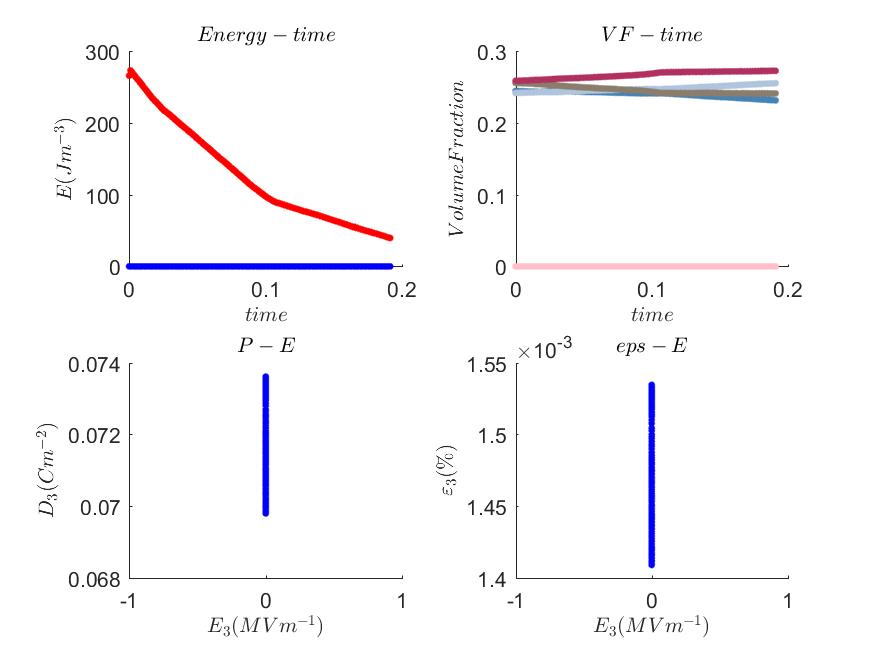 Energy − time
300
200
100
0
E(Jm⁻³)
0
0.1
0.2
time
VF − time
0.3
0.2
0.1
0
VolumeFraction
0
0.1
0.2
time
P − E
0.074
0.072
0.07
0.068
D₃(Cm⁻²)
-1
0
1
E₃(MVm⁻¹)
×10⁻³
eps − E
1.55
1.5
1.45
1.4
ε₃(%)
-1
0
1
E₃(MVm⁻¹)